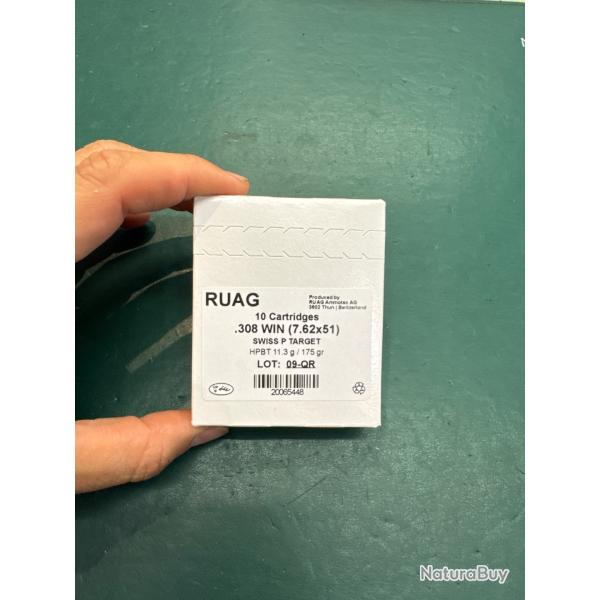 RUAG
Produced by
RUAG Ammotec AG
3602 Thun | Switzerland
10 Cartridges
.308 WIN (7.62x51)
SWISS P TARGET
HPBT 11.3 g / 175 gr
LOT: 09-QR
20065448
NaturaBuy